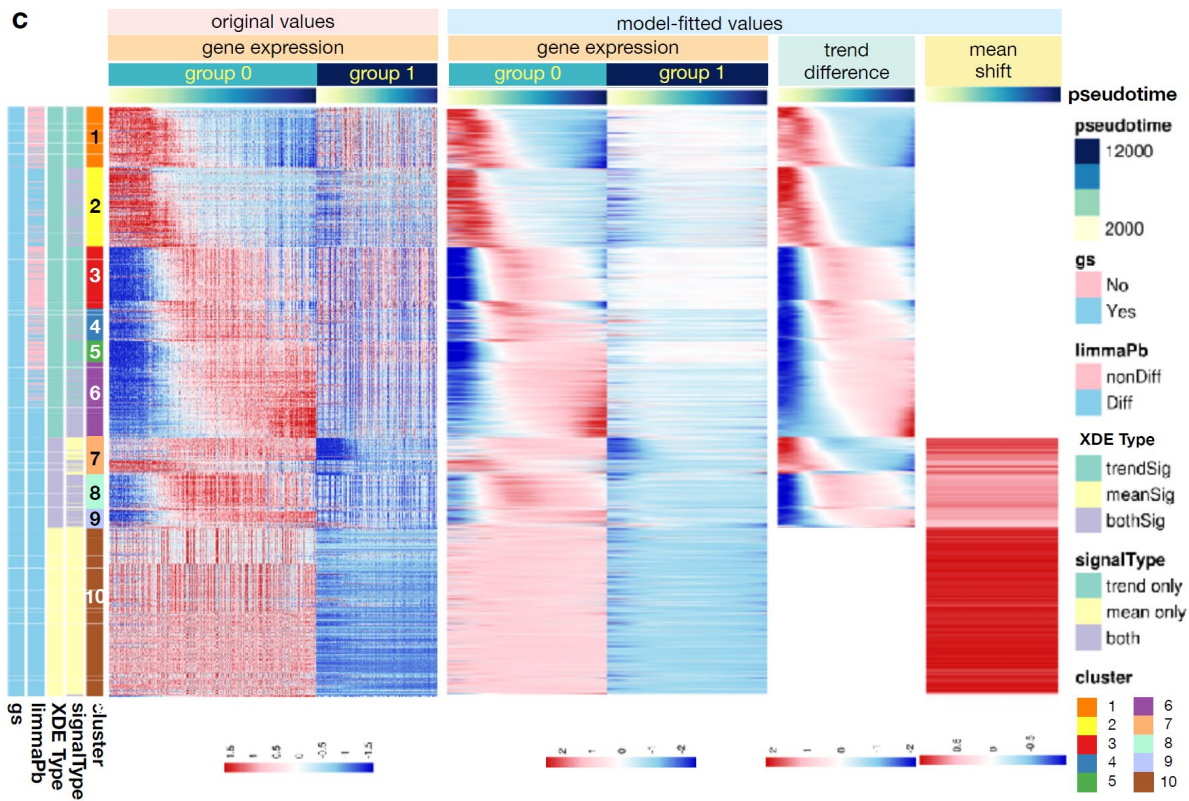 c
original values
model-fitted values
gene expression
gene expression
trend
difference
mean
shift
group 0
group 1
group 0
group 1
pseudotime
1
2
3
4
5
6
7
8
9
10
pseudotime
12000
2000
gs
No
Yes
limmaPb
nonDiff
Diff
XDE Type
trendSig
meanSig
bothSig
signalType
trend only
mean only
both
cluster
1
2
3
4
5
6
7
8
9
10
gs
limmaPb
XDE Type
signalType
cluster
1.5
1
0.5
0
-0.5
-1
-1.5
2
1
0
-1
-2
2
1
0
-1
-2
0.5
0
-0.5